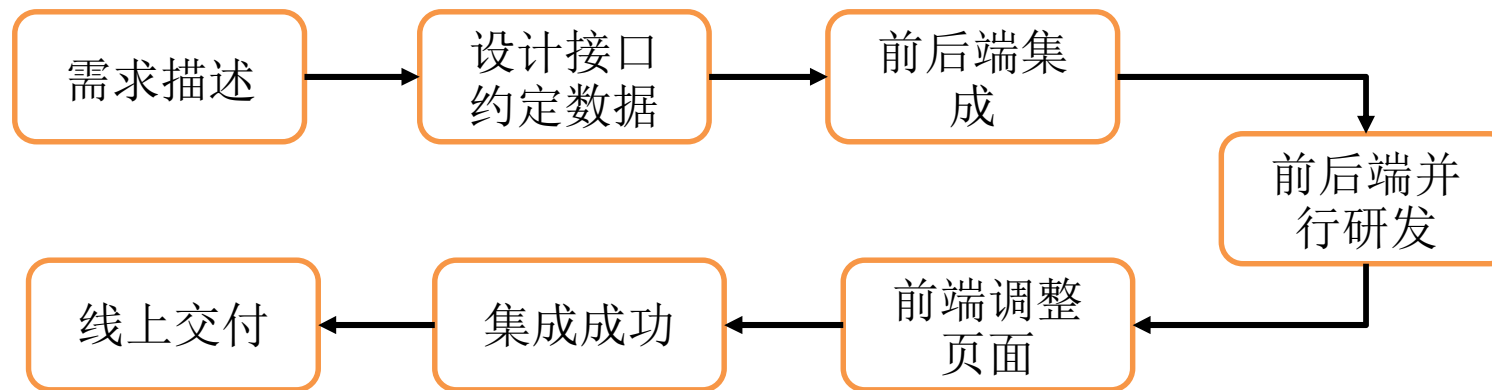 需求描述
设计接口
约定数据
前后端集
成
前后端并
行研发
前端调整
页面
集成成功
线上交付